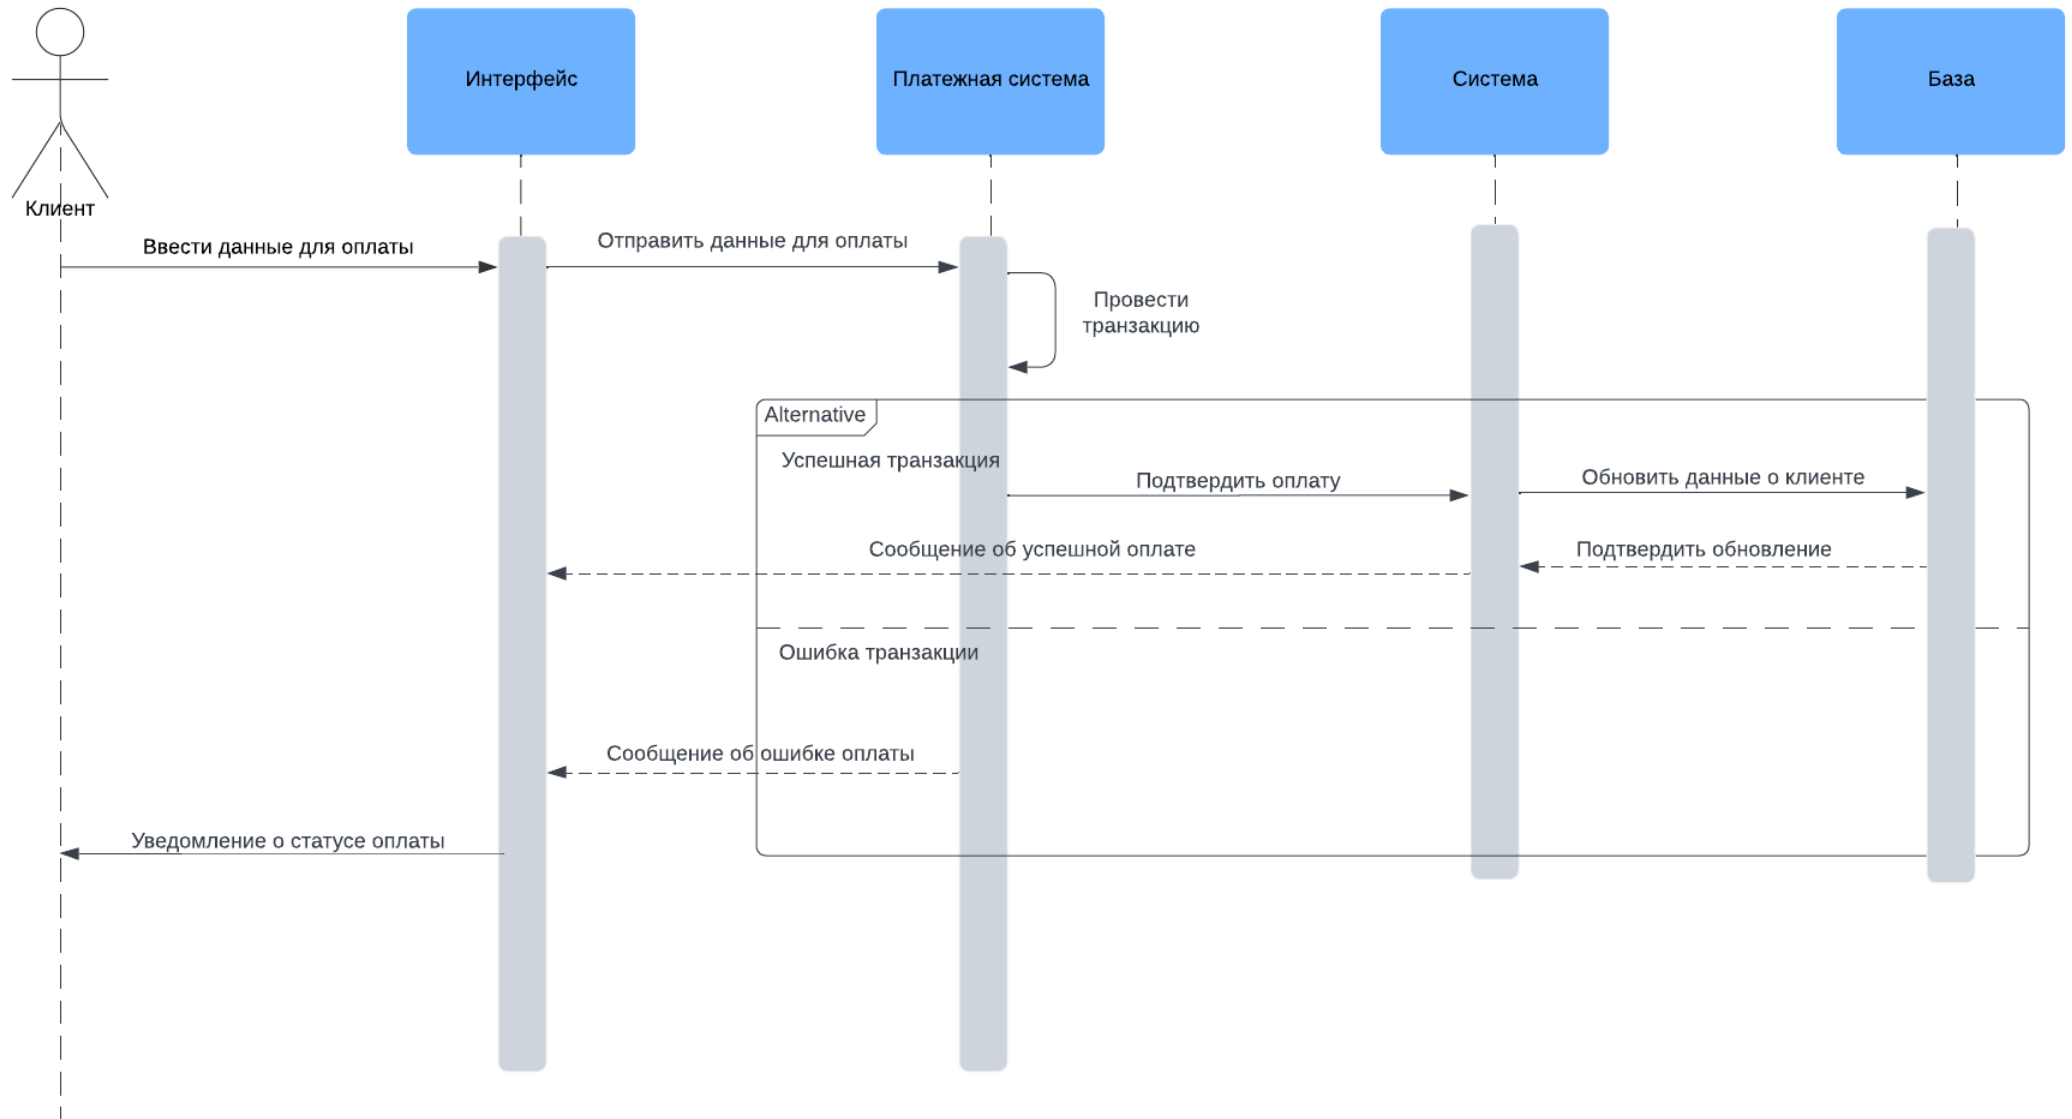 Интерфейс
Платежная система
Система
База
Клиент
Ввести данные для оплаты
Отправить данные для оплаты
Провести
транзакцию
Alternative
Успешная транзакция
Подтвердить оплату
Обновить данные о клиенте
Сообщение об успешной оплате
Подтвердить обновление
Ошибка транзакции
Сообщение об ошибке оплаты
Уведомление о статусе оплаты